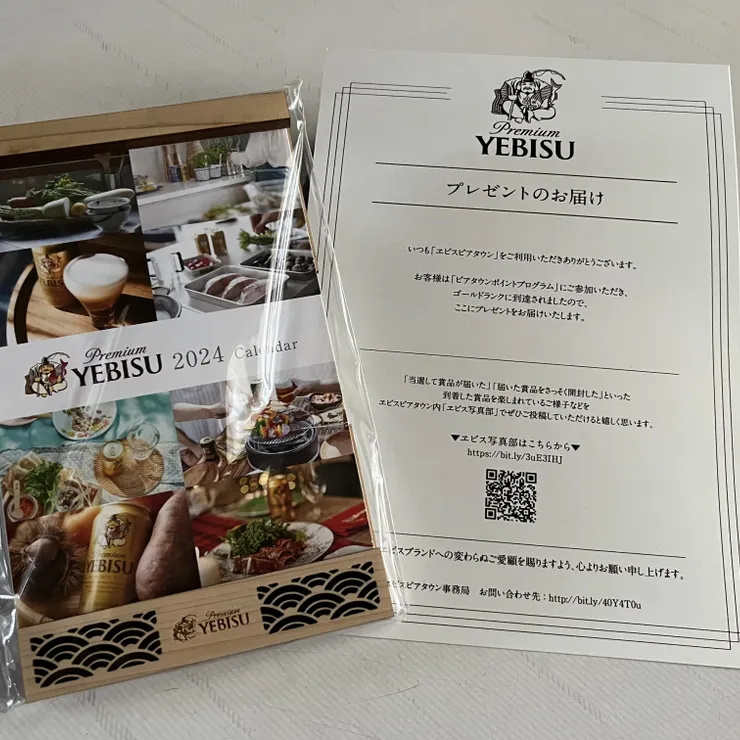 Premium
YEBISU 2024 Calendar
Premium
YEBISU
Premium
YEBISU
Premium
YEBISU
プレゼントのお届け
いつも「ヱビスビアタウン」をご利用いただきありがとうございます。
お客様は「ビアタウンポイントプログラム」にご参加いただき、
ゴールドランクに到達されましたので、
ここにプレゼントをお届けいたします。
「当選して賞品が届いた」「届いた賞品をさっそく開封した」といった
到着した賞品を楽しまれているご様子などを
ヱビスビアタウン内「ヱビス写真部」でぜひご投稿していただけると嬉しく思います。
▼ヱビス写真部はこちらから▼
https://bit.ly/3uE3IHJ
ヱビスブランドへの変わらぬご愛顧を賜りますよう、心よりお願い申し上げます。
ヱビスビアタウン事務局 お問い合わせ先：http://bit.ly/40Y4T0u